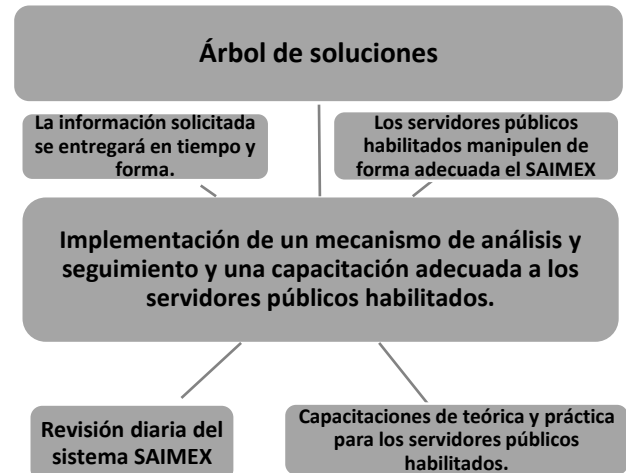 Árbol de soluciones
La información solicitada
se entregará en tiempo y
forma.
Los servidores públicos
habilitados manipulen de
forma adecuada el SAIMEX
Implementación de un mecanismo de análisis y
seguimiento y una capacitación adecuada a los
servidores públicos habilitados.
Revisión diaria del
sistema SAIMEX
Capacitaciones de teórica y práctica
para los servidores públicos
habilitados.